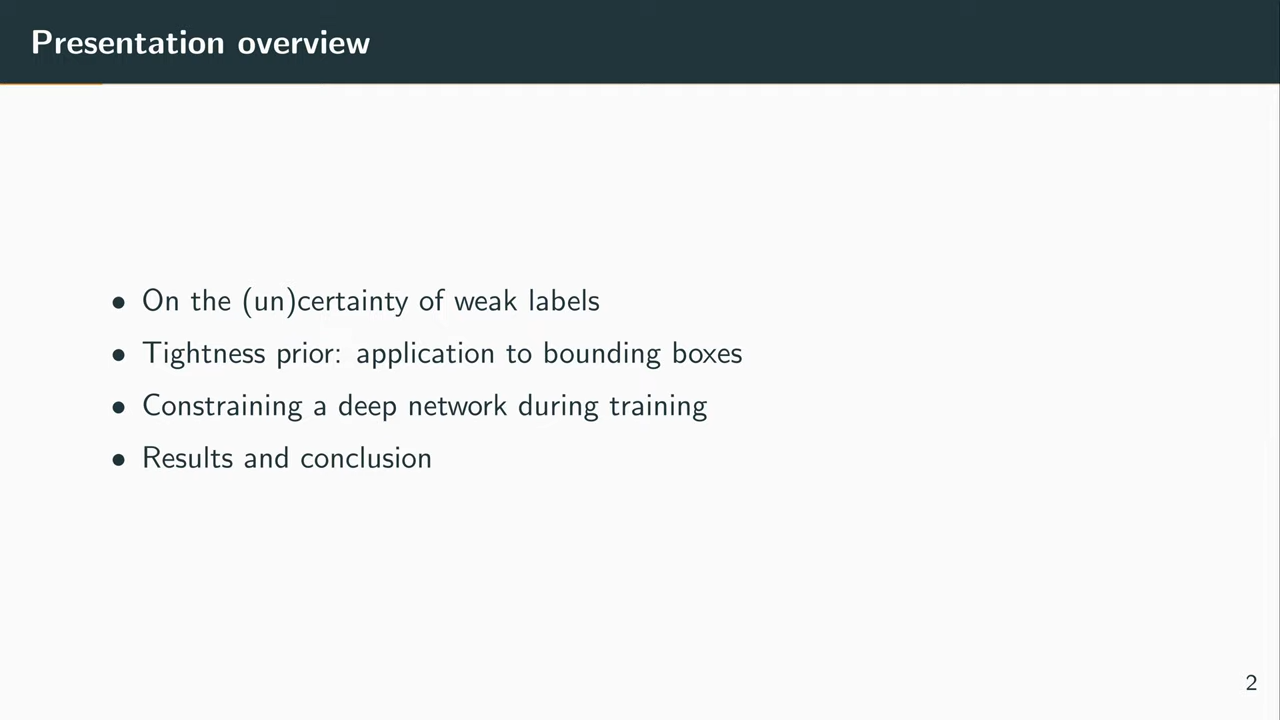 Presentation overview
• On the (un)certainty of weak labels
• Tightness prior: application to bounding boxes
• Constraining a deep network during training
• Results and conclusion
2